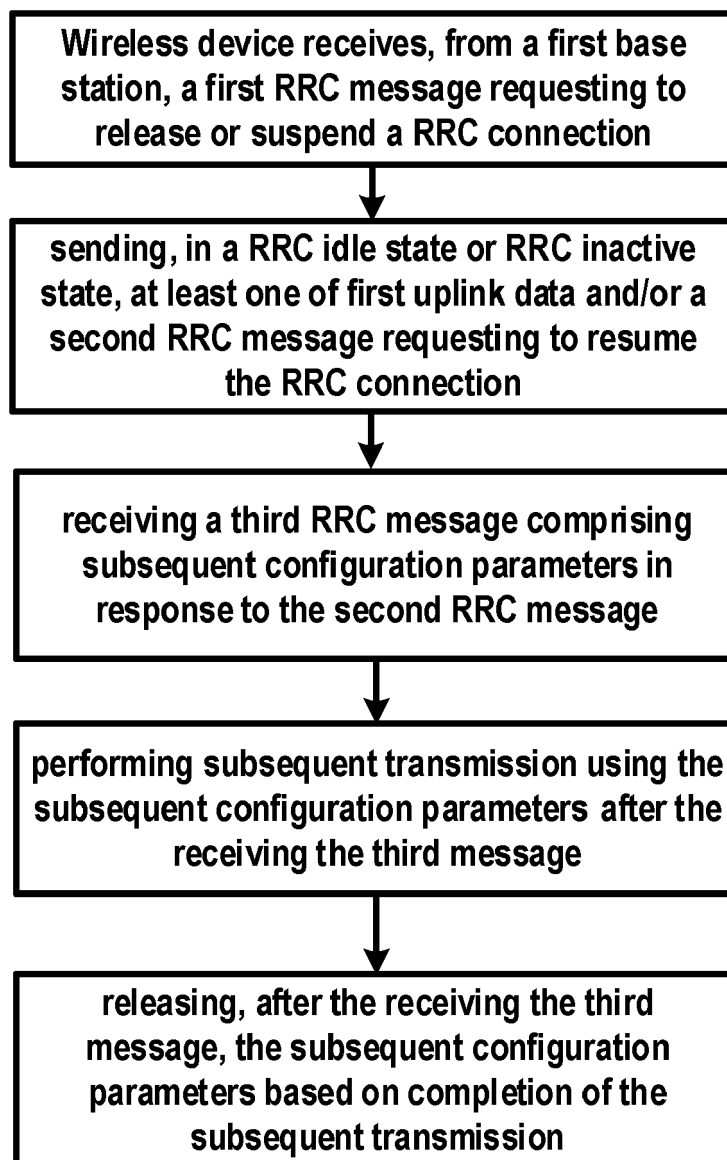 Wireless device receives, from a first base
station, a first RRC message requesting to
release or suspend a RRC connection
sending, in a RRC idle state or RRC inactive
state, at least one of first uplink data and/or a
second RRC message requesting to resume
the RRC connection
receiving a third RRC message comprising
subsequent configuration parameters in
response to the second RRC message
performing subsequent transmission using the
subsequent configuration parameters after the
receiving the third message
releasing, after the receiving the third
message, the subsequent configuration
parameters based on completion of the
subsequent transmission